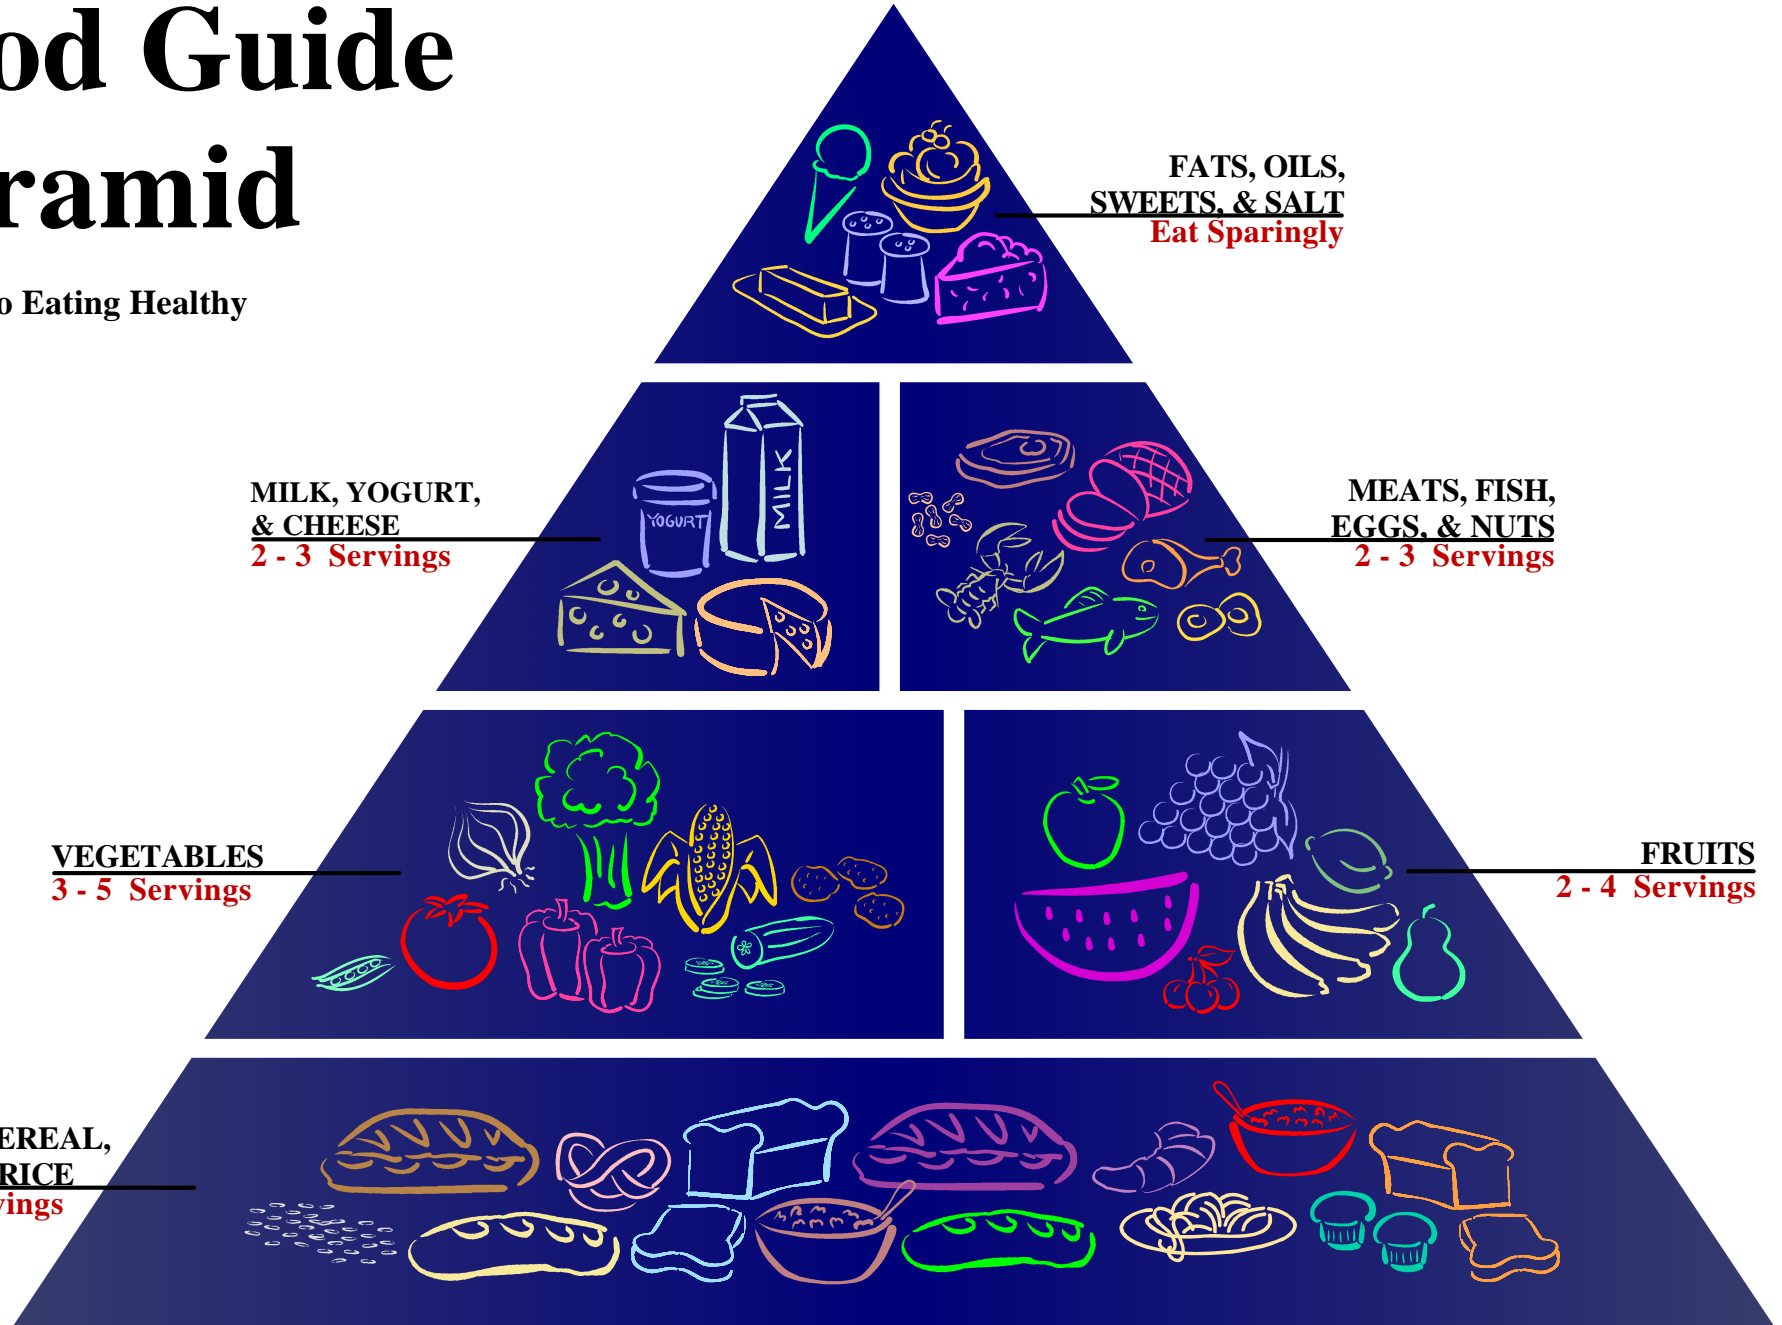 od Guide
ramid
o Eating Healthy
FATS, OILS,
SWEETS, & SALT
Eat Sparingly
MILK
YOGURT
MILK, YOGURT,
& CHEESE
2 - 3 Servings
MEATS, FISH,
EGGS, & NUTS
2 - 3 Servings
VEGETABLES
3 - 5 Servings
FRUITS
2 - 4 Servings
EREAL,
RICE
vings